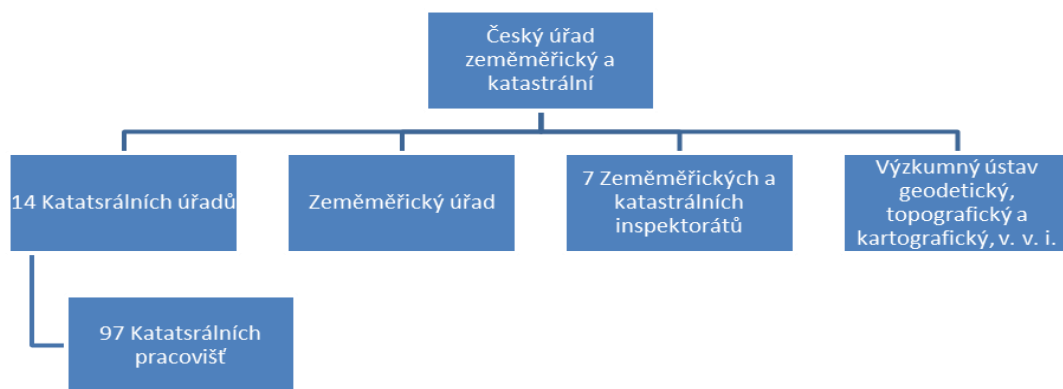 Český úřad
zeměměřický a
katastrální
14 Katatsrálních úřadů
Zeměměřický úřad
7 Zeměměřických a
katastrálních
inspektorátů
Výzkumný ústav
geodetický,
topografický a
kartografický, v. v. i.
97 Katatsrálních
pracovišť